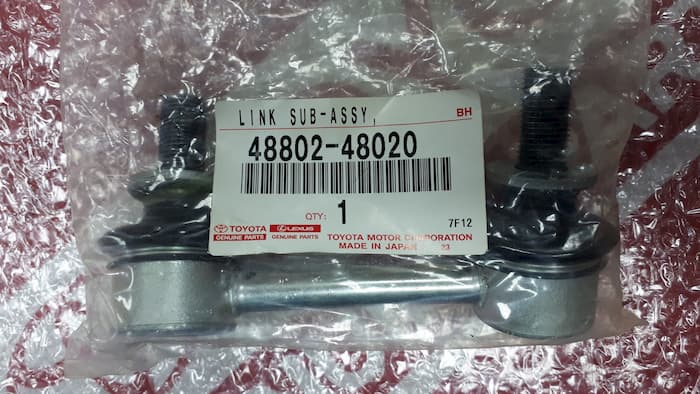 LINK SUB-ASSY,
BH
48802-48020
QTY: 1
7F12
TOYOTA
GENUINE PARTS
LEXUS
GENUINE PARTS
TOYOTA MOTOR CORPORATION
MADE IN JAPAN 23